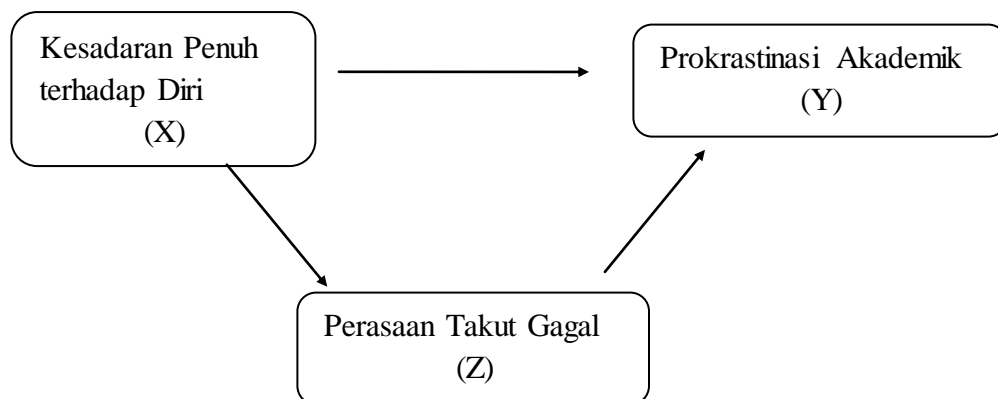 Kesadaran Penuh
terhadap Diri
(X)
Prokrastinasi Akademik
(Y)
Perasaan Takut Gagal
(Z)